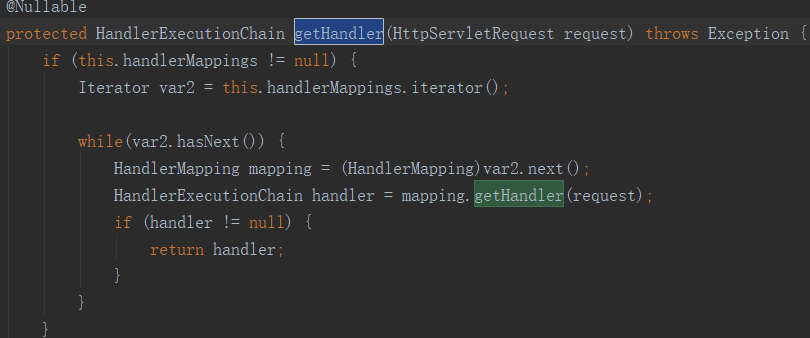 @Nullable
protected HandlerExecutionChain getHandler(HttpServletRequest request) throws Exception {
    if (this.handlerMappings != null) {
        Iterator var2 = this.handlerMappings.iterator();

        while(var2.hasNext()) {
            HandlerMapping mapping = (HandlerMapping)var2.next();
            HandlerExecutionChain handler = mapping.getHandler(request);
            if (handler != null) {
                return handler;
            }
        }
    }